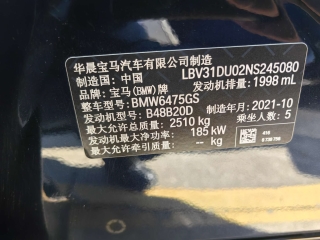 华晨宝马汽车有限公司制造
制造国：中国 LBV31DU02NS245080
品牌：宝马(BMW)牌 发动机排量：1998 mL
整车型号：BMW6475GS
发动机型号：B48B20D 制造年月：2021-10
最大允许总质量：2510 kg 乘坐人数：5
发动机最大净功率：185 kW
最大允许牵引质量：-- kg